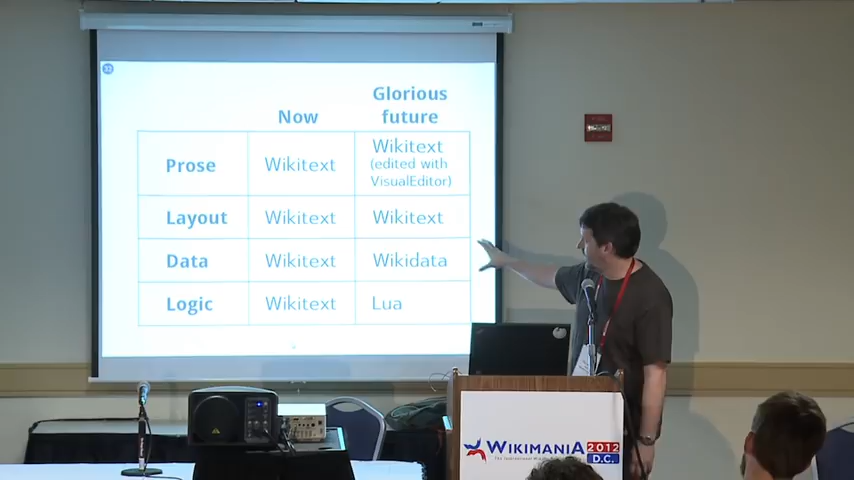 33
Now
Glorious
future
Prose
Wikitext
Wikitext
(edited with
VisualEditor)
Layout
Wikitext
Wikitext
Data
Wikitext
Wikidata
Logic
Wikitext
Lua
WIKIMANIA 2012
D.C.